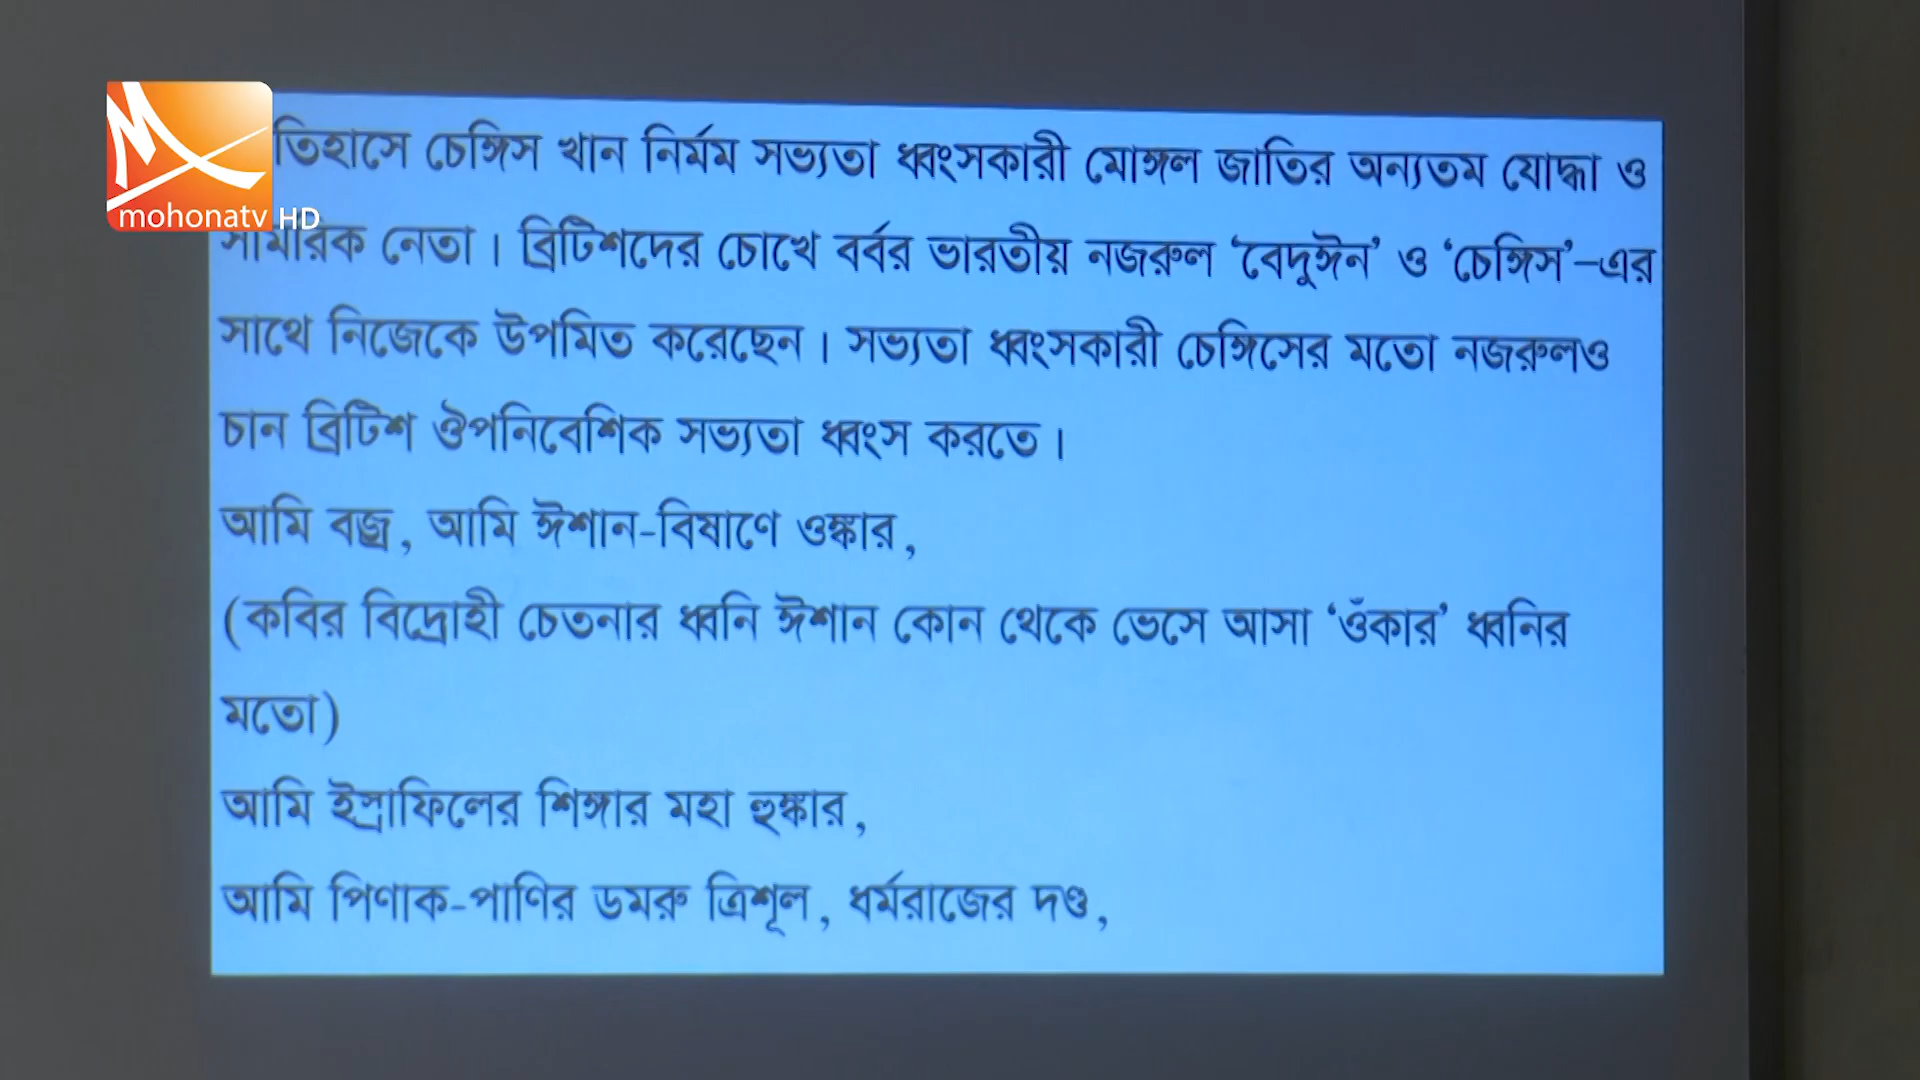 mohonatv HD
তিহাসে চেঙ্গিস খান নির্মম সভ্যতা ধ্বংসকারী মোঙ্গল জাতির অন্যতম যোদ্ধা ও
সামরিক নেতা। ব্রিটিশদের চোখে বর্বর ভারতীয় নজরুল ‘বেদুঈন’ ও ‘চেঙ্গিস’–এর
সাথে নিজেকে উপমিত করেছেন। সভ্যতা ধ্বংসকারী চেঙ্গিসের মতো নজরুলও
চান ব্রিটিশ ঔপনিবেশিক সভ্যতা ধ্বংস করতে।
আমি বজ্র, আমি ঈশান-বিষাণে ওঙ্কার,
(কবির বিদ্রোহী চেতনার ধ্বনি ঈশান কোন থেকে ভেসে আসা ‘ওঁকার’ ধ্বনির
মতো)
আমি ইস্রাফিলের শিঙ্গার মহা হুঙ্কার,
আমি পিণাক-পাণির ডমরু ত্রিশূল, ধর্মরাজের দণ্ড,